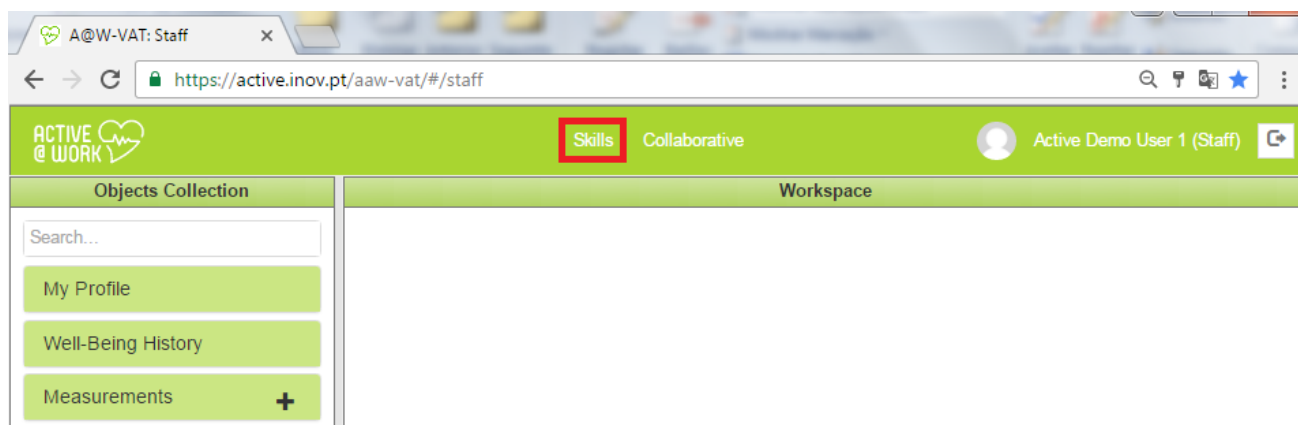 A@W-VAT: Staff
https://active.inov.pt/aaw-vat/#/staff
ACTIVE
@ WORK
Skills Collaborative Active Demo User 1 (Staff)
Objects Collection Workspace
Search...
My Profile
Well-Being History
Measurements